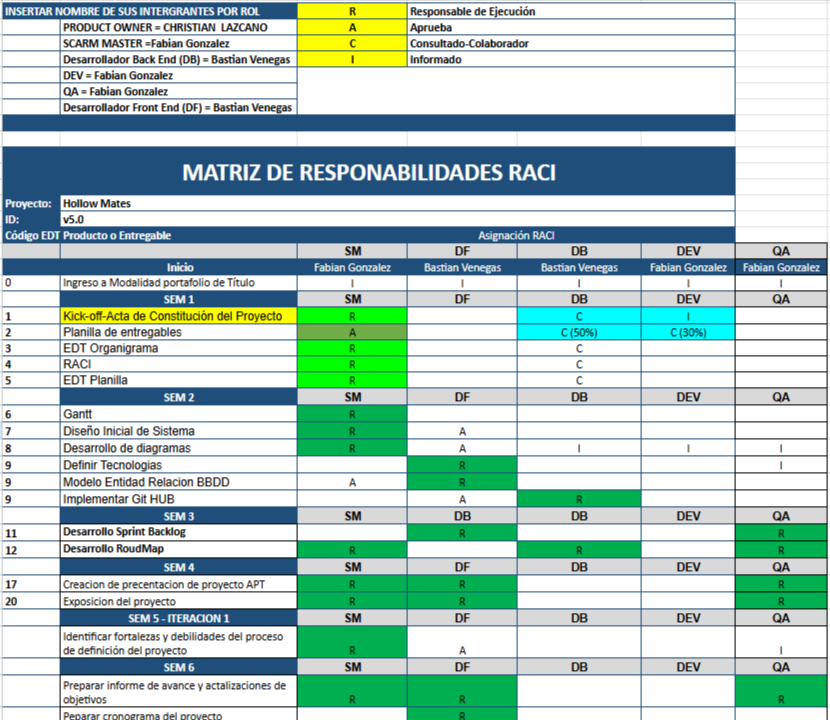 INSERTAR NOMBRE DE SUS INTERGRANTES POR ROL R Responsable de Ejecución
PRODUCT OWNER = CHRISTIAN LAZCANO A Aprueba
SCARM MASTER =Fabian Gonzalez C Consultado-Colaborador
Desarrollador Back End (DB) = Bastian Venegas I Informado
DEV = Fabian Gonzalez
QA = Fabian Gonzalez
Desarrollador Front End (DF) = Bastian Venegas
MATRIZ DE RESPONABILIDADES RACI
Proyecto: Hollow Mates
ID: v5.0
Código EDT Producto o Entregable Asignación RACI
SM DF DB DEV QA
Inicio Fabian Gonzalez Bastian Venegas Bastian Venegas Fabian Gonzalez Fabian Gonzalez
0 Ingreso a Modalidad portafolio de Título I I I I I
SEM 1 SM DF DB DEV QA
1 Kick-off-Acta de Constitución del Proyecto R C I
2 Planilla de entregables A C (50%) C (30%)
3 EDT Organigrama R C
4 RACI R C
5 EDT Planilla R C
SEM 2 SM DF DB DEV QA
6 Gantt R
7 Diseño Inicial de Sistema R A
8 Desarrollo de diagramas R A I I I
9 Definir Tecnologias R I
9 Modelo Entidad Relacion BBDD A R
9 Implementar Git HUB A R
SEM 3 SM DB DB DEV QA
11 Desarrollo Sprint Backlog R R
12 Desarrollo RoudMap R R R
SEM 4 SM DF DB DEV QA
17 Creacion de precentacion de proyecto APT R R R
20 Exposicion del proyecto R R R
SEM 5 - ITERACION 1 SM DF DB DEV QA
Identificar fortalezas y debilidades del proceso
de definición del proyecto R A I
SEM 6 SM DF DB DEV QA
Preparar informe de avance y actalizaciones de
objetivos R R R
Peparar cronograma del proyecto R